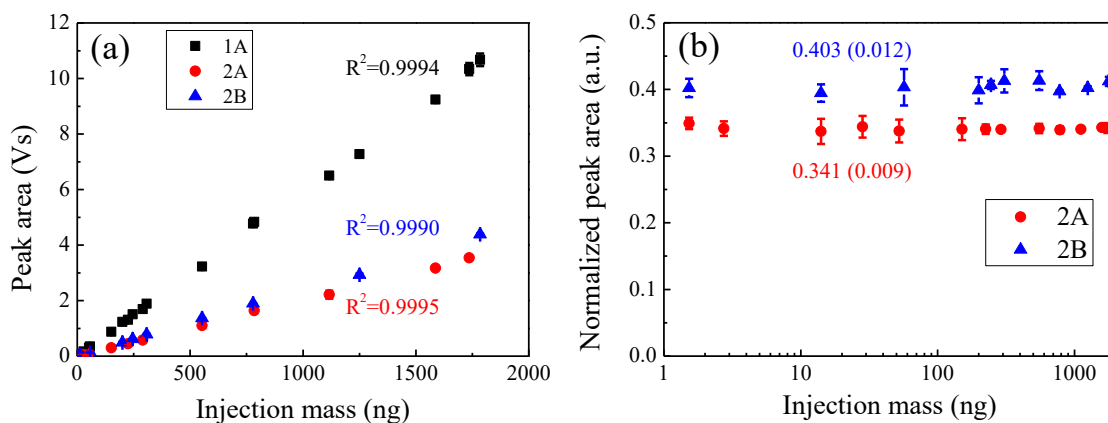 (a)
1A
2A
2B
R²=0.9994
R²=0.9990
R²=0.9995
Peak area (Vs)
12
10
8
6
4
2
0
0
500
1000
1500
2000
Injection mass (ng)
(b)
0.403 (0.012)
0.341 (0.009)
2A
2B
Normalized peak area (a.u.)
0.5
0.4
0.3
0.2
0.1
0.0
1
10
100
1000
Injection mass (ng)